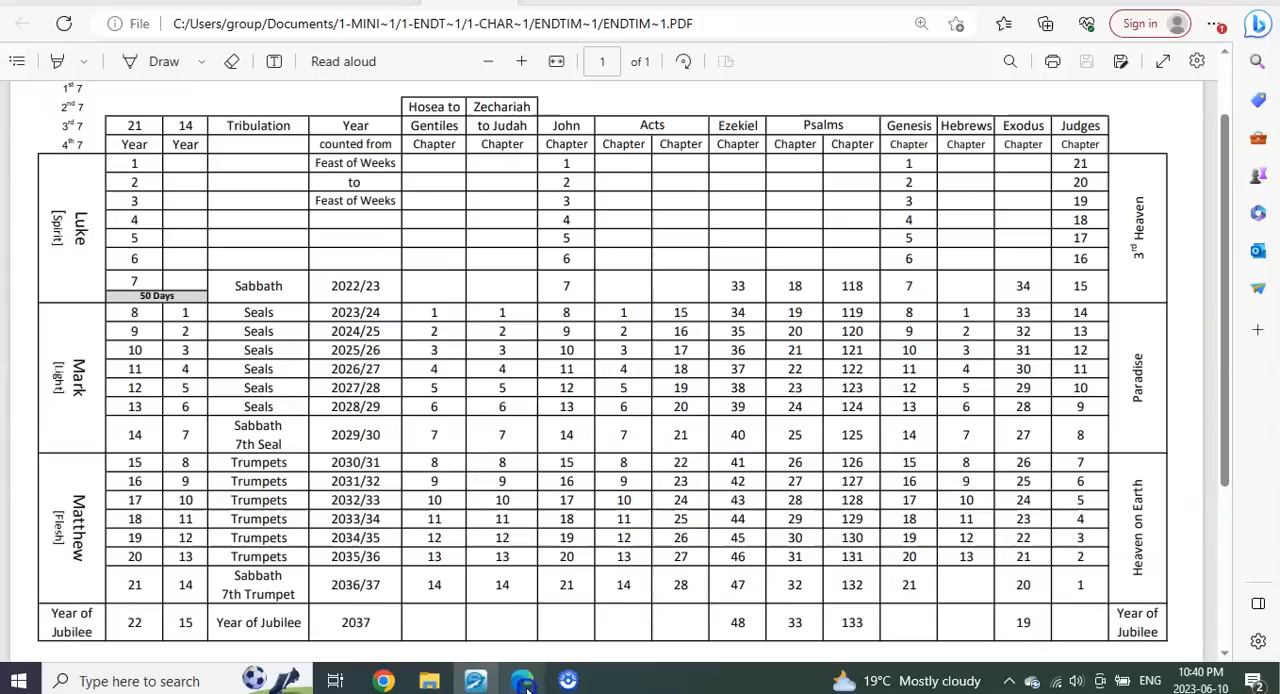 File C:/Users/group/Documents/1-MINI~1/1-ENDT~1/1-CHAR~1/ENDTIM~1/ENDTIM~1.PDF Sign in
Draw Read aloud 1 of 1
1st 7
2nd 7 Hosea to Zechariah
3rd 7 21 14 Tribulation Year Gentiles to Judah John Acts Ezekiel Psalms Genesis Hebrews Exodus Judges
4th 7 Year Year counted from Chapter Chapter Chapter Chapter Chapter Chapter Chapter Chapter Chapter Chapter Chapter Chapter
Luke [Spirit]
1 Feast of Weeks 1 1 21
2 to 2 2 20
3 Feast of Weeks 3 3 19
4 4 4 18
5 5 5 17
6 6 6 16
7 Sabbath 2022/23 7 33 18 118 7 34 15
50 Days
3rd Heaven
Mark [Light]
8 1 Seals 2023/24 1 1 8 1 15 34 19 119 8 1 33 14
9 2 Seals 2024/25 2 2 9 2 16 35 20 120 9 2 32 13
10 3 Seals 2025/26 3 3 10 3 17 36 21 121 10 3 31 12
11 4 Seals 2026/27 4 4 11 4 18 37 22 122 11 4 30 11
12 5 Seals 2027/28 5 5 12 5 19 38 23 123 12 5 29 10
13 6 Seals 2028/29 6 6 13 6 20 39 24 124 13 6 28 9
14 7 Sabbath 7th Seal 2029/30 7 7 14 7 21 40 25 125 14 7 27 8
Paradise
Matthew [Flesh]
15 8 Trumpets 2030/31 8 8 15 8 22 41 26 126 15 8 26 7
16 9 Trumpets 2031/32 9 9 16 9 23 42 27 127 16 9 25 6
17 10 Trumpets 2032/33 10 10 17 10 24 43 28 128 17 10 24 5
18 11 Trumpets 2033/34 11 11 18 11 25 44 29 129 18 11 23 4
19 12 Trumpets 2034/35 12 12 19 12 26 45 30 130 19 12 22 3
20 13 Trumpets 2035/36 13 13 20 13 27 46 31 131 20 13 21 2
21 14 Sabbath 7th Trumpet 2036/37 14 14 21 14 28 47 32 132 21 20 1
Heaven on Earth
Year of Jubilee 22 15 Year of Jubilee 2037 48 33 133 19 Year of Jubilee
Type here to search 19°C Mostly cloudy ENG 10:40 PM
2023-06-10 2